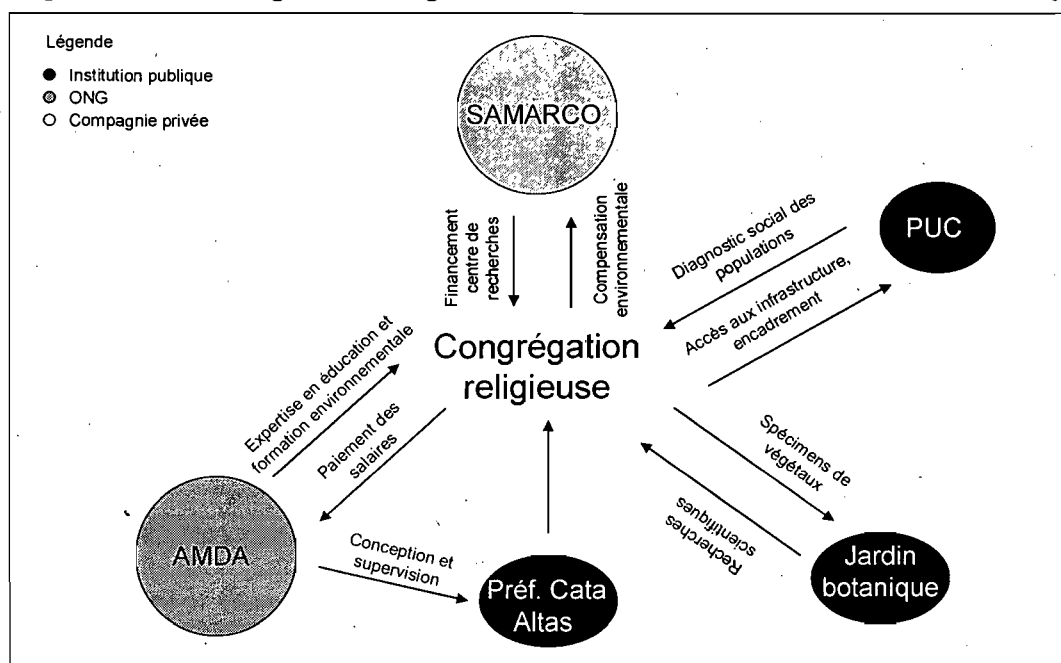 Légende
Institution publique
ONG
Compagnie privée
SAMARCO
Financement
centre de
recherches
Compensation
environnementale
PUC
Diagnostic social des
populations
Accès aux infrastructure,
encadrement
Congrégation
religieuse
Expertise en éducation et
formation environnementale
Paiement des
salaires
Spécimens de
végétaux
Recherches
scientifiques
AMDA
Conception et
supervision
Préf. Cata
Altas
Jardin
botanique